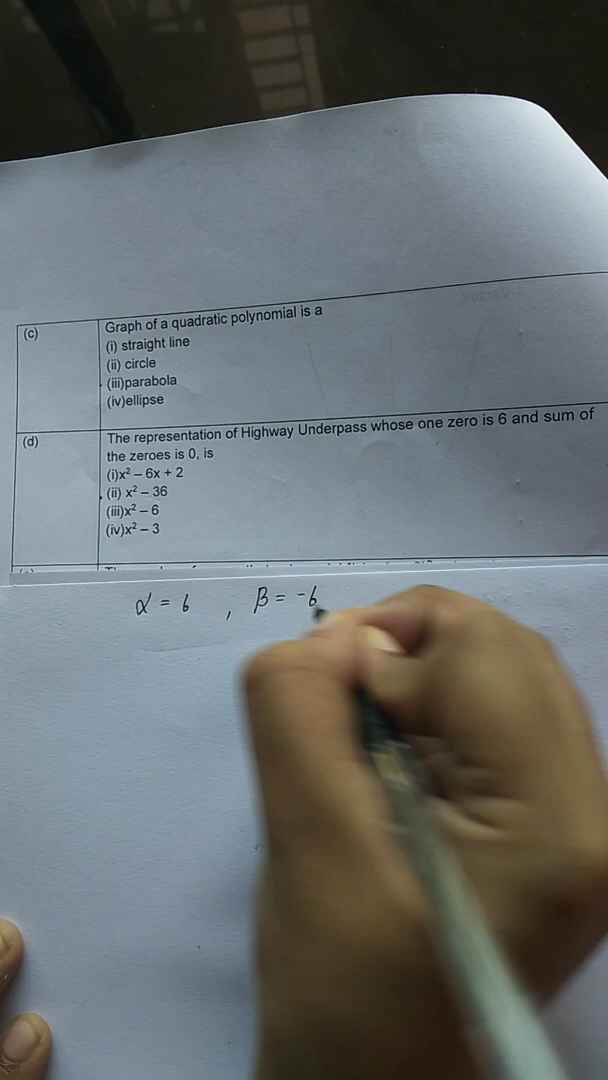 (c)
Graph of a quadratic polynomial is a
(i) straight line
(ii) circle
(iii)parabola
(iv)ellipse
(d)
The representation of Highway Underpass whose one zero is 6 and sum of
the zeroes is 0, is
(i)x² – 6x + 2
(ii) x² – 36
(iii)x² – 6
(iv)x² – 3
α = 6 , β = -6